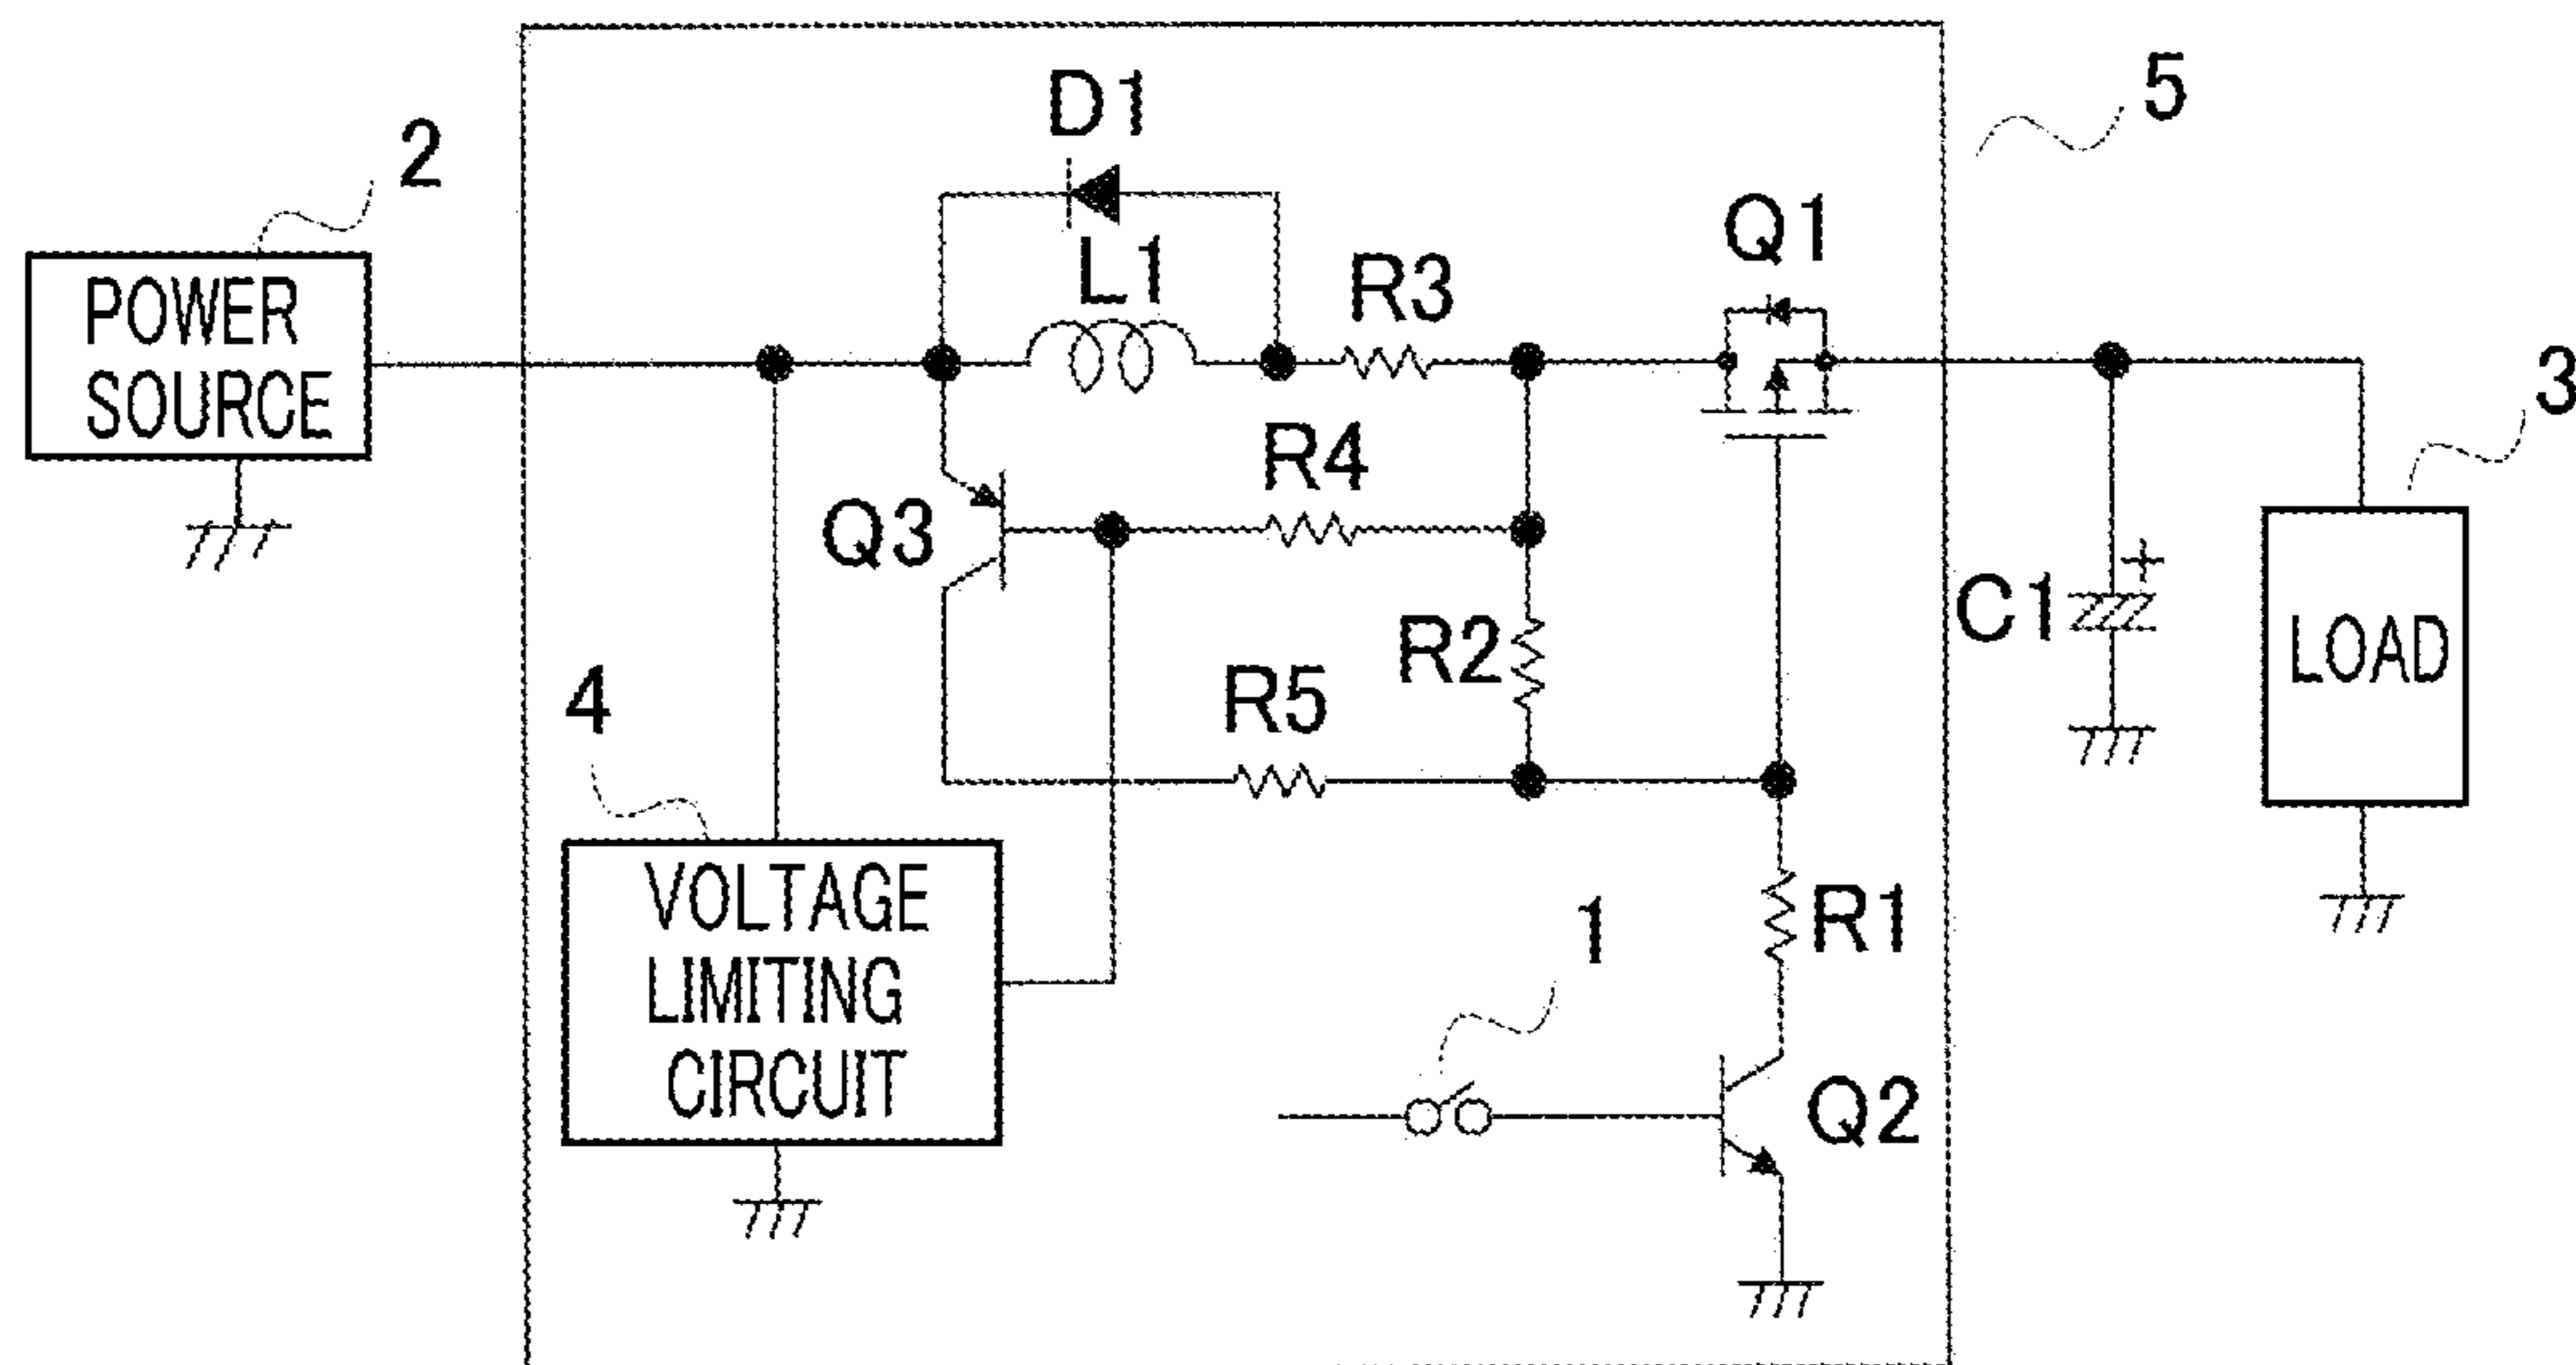 D1
5
2
Q1
L1
R3
POWER
SOURCE
3
R4
Q3
+
C1
R2
LOAD
4
R5
VOLTAGE
LIMITING
CIRCUIT
1
R1
Q2